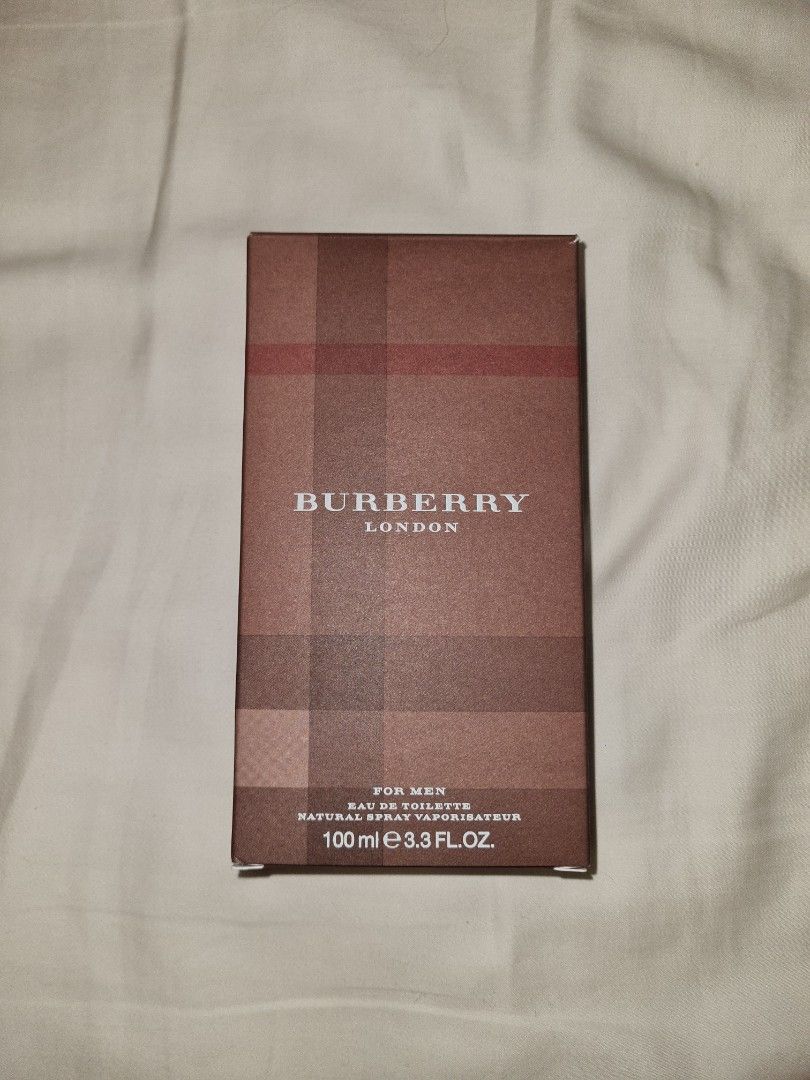 BURBERRY
LONDON
FOR MEN
EAU DE TOILETTE
NATURAL SPRAY VAPORISATEUR
100 ml ℮ 3.3 FL.OZ.